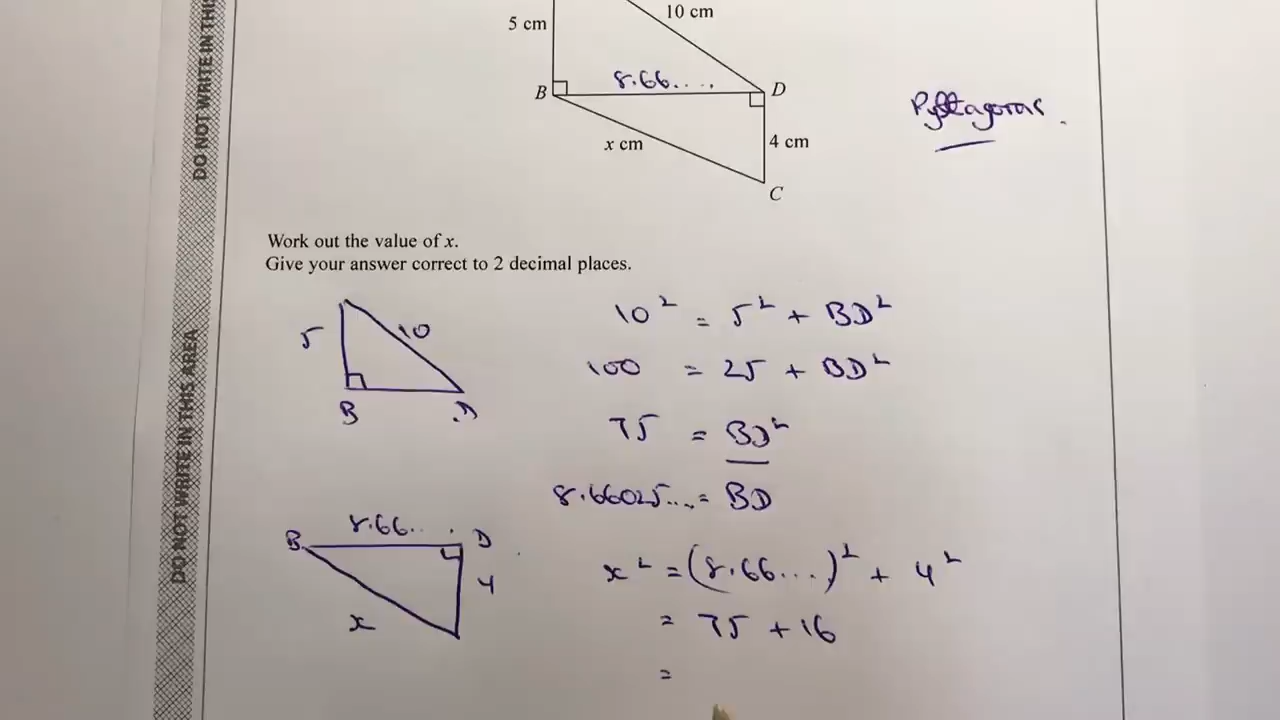 DO NOT WRITE IN THIS
10 cm
5 cm
8.66....
B
D
Pythagoras.
x cm
4 cm
C
Work out the value of x.
Give your answer correct to 2 decimal places.
5
10
B
D
10² = 5² + BD²
100 = 25 + BD²
75 = BD²
8.66025... = BD
DO NOT WRITE IN THIS AREA
8.66...
B
D
4
x
x² = (8.66...)² + 4²
= 75 + 16
=